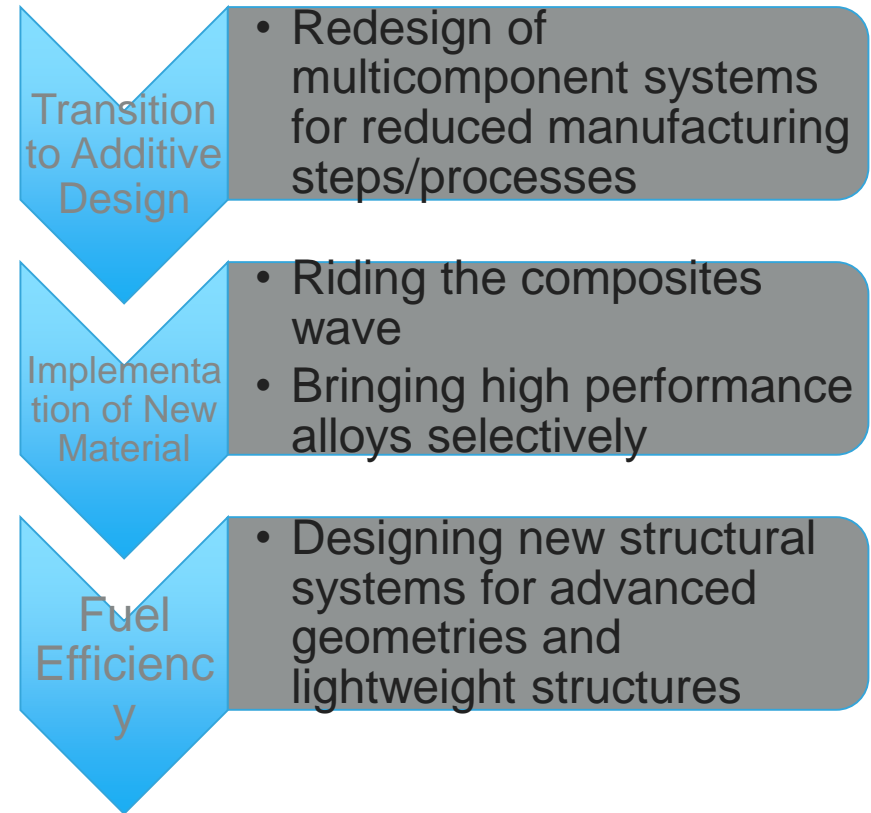 Transition
to Additive
Design
• Redesign of
multicomponent systems
for reduced manufacturing
steps/processes
Implementa
tion of New
Material
• Riding the composites
wave
• Bringing high performance
alloys selectively
Fuel
Efficienc
y
• Designing new structural
systems for advanced
geometries and
lightweight structures